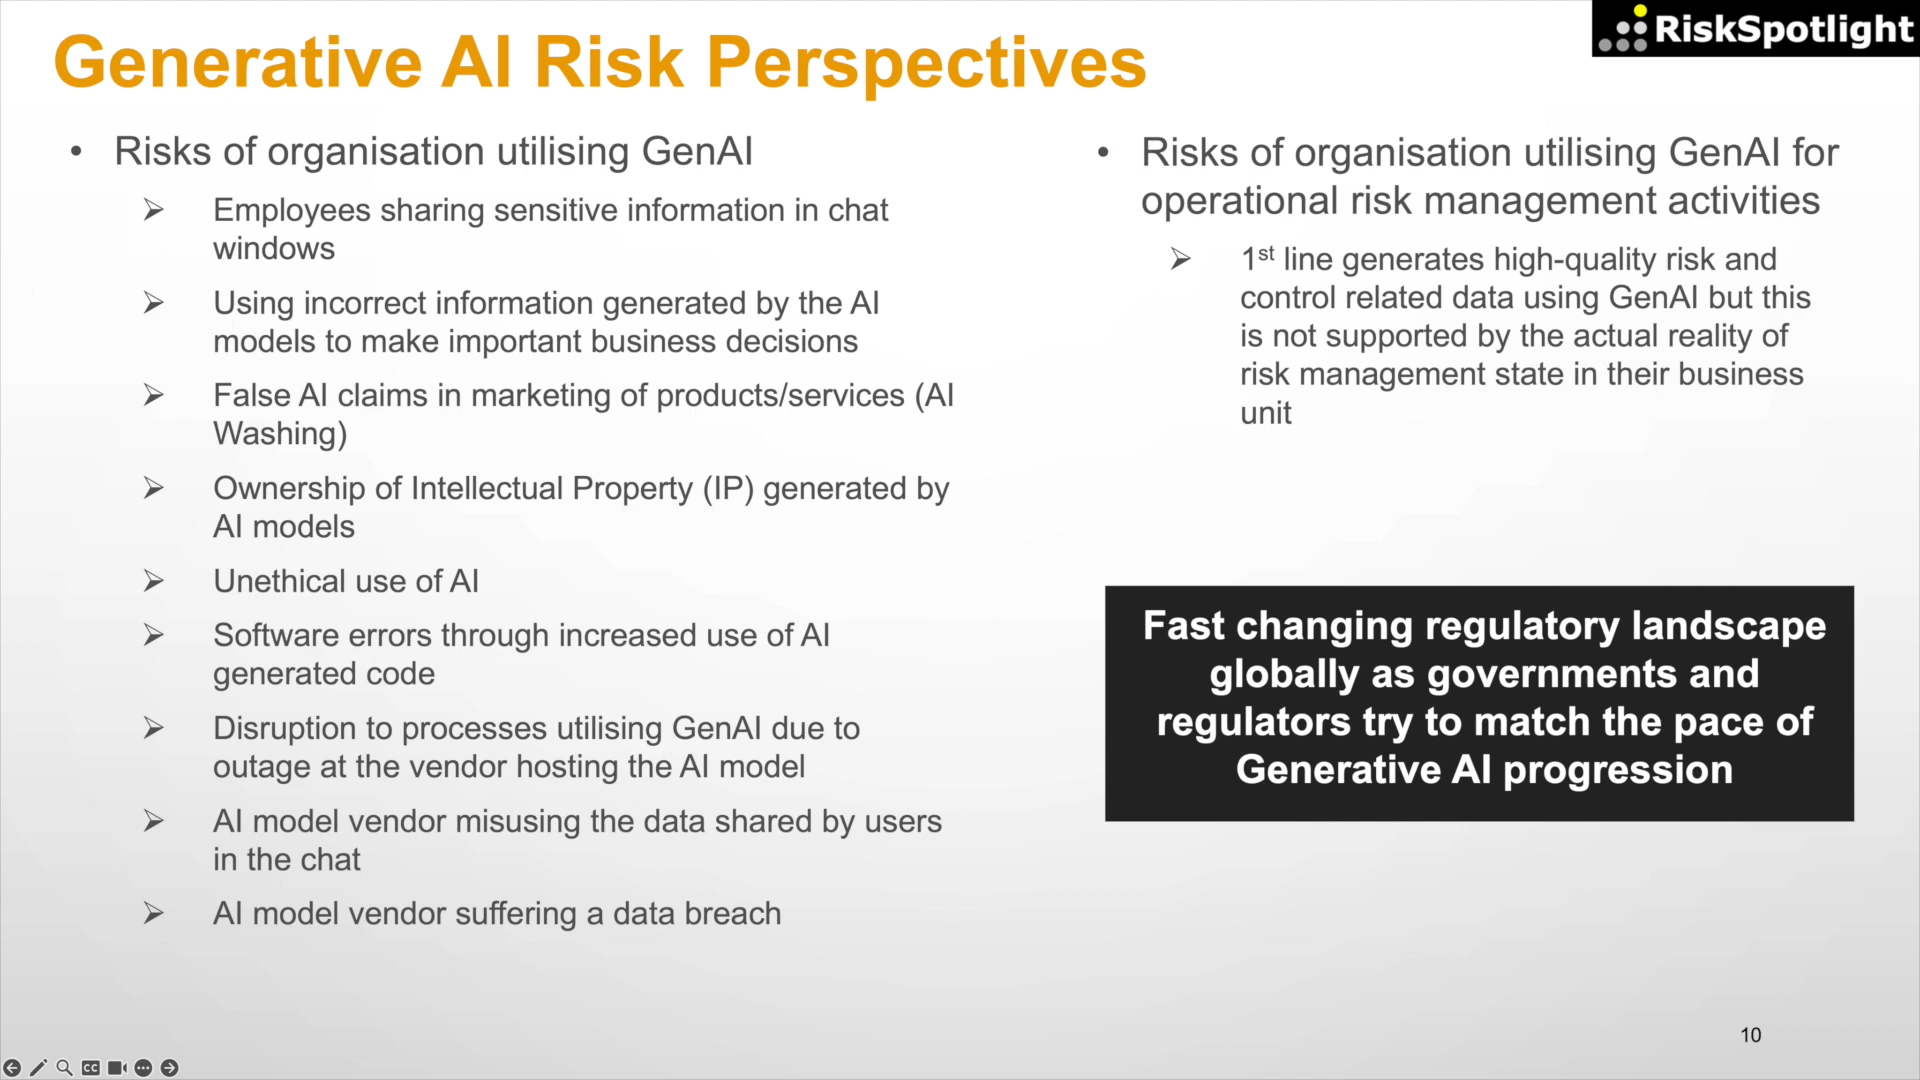 Generative AI Risk Perspectives
RiskSpotlight
• Risks of organisation utilising GenAI
➢ Employees sharing sensitive information in chat
windows
➢ Using incorrect information generated by the AI
models to make important business decisions
➢ False AI claims in marketing of products/services (AI
Washing)
➢ Ownership of Intellectual Property (IP) generated by
AI models
➢ Unethical use of AI
➢ Software errors through increased use of AI
generated code
➢ Disruption to processes utilising GenAI due to
outage at the vendor hosting the AI model
➢ AI model vendor misusing the data shared by users
in the chat
➢ AI model vendor suffering a data breach
• Risks of organisation utilising GenAI for
operational risk management activities
➢ 1st line generates high-quality risk and
control related data using GenAI but this
is not supported by the actual reality of
risk management state in their business
unit
Fast changing regulatory landscape
globally as governments and
regulators try to match the pace of
Generative AI progression
10
CC